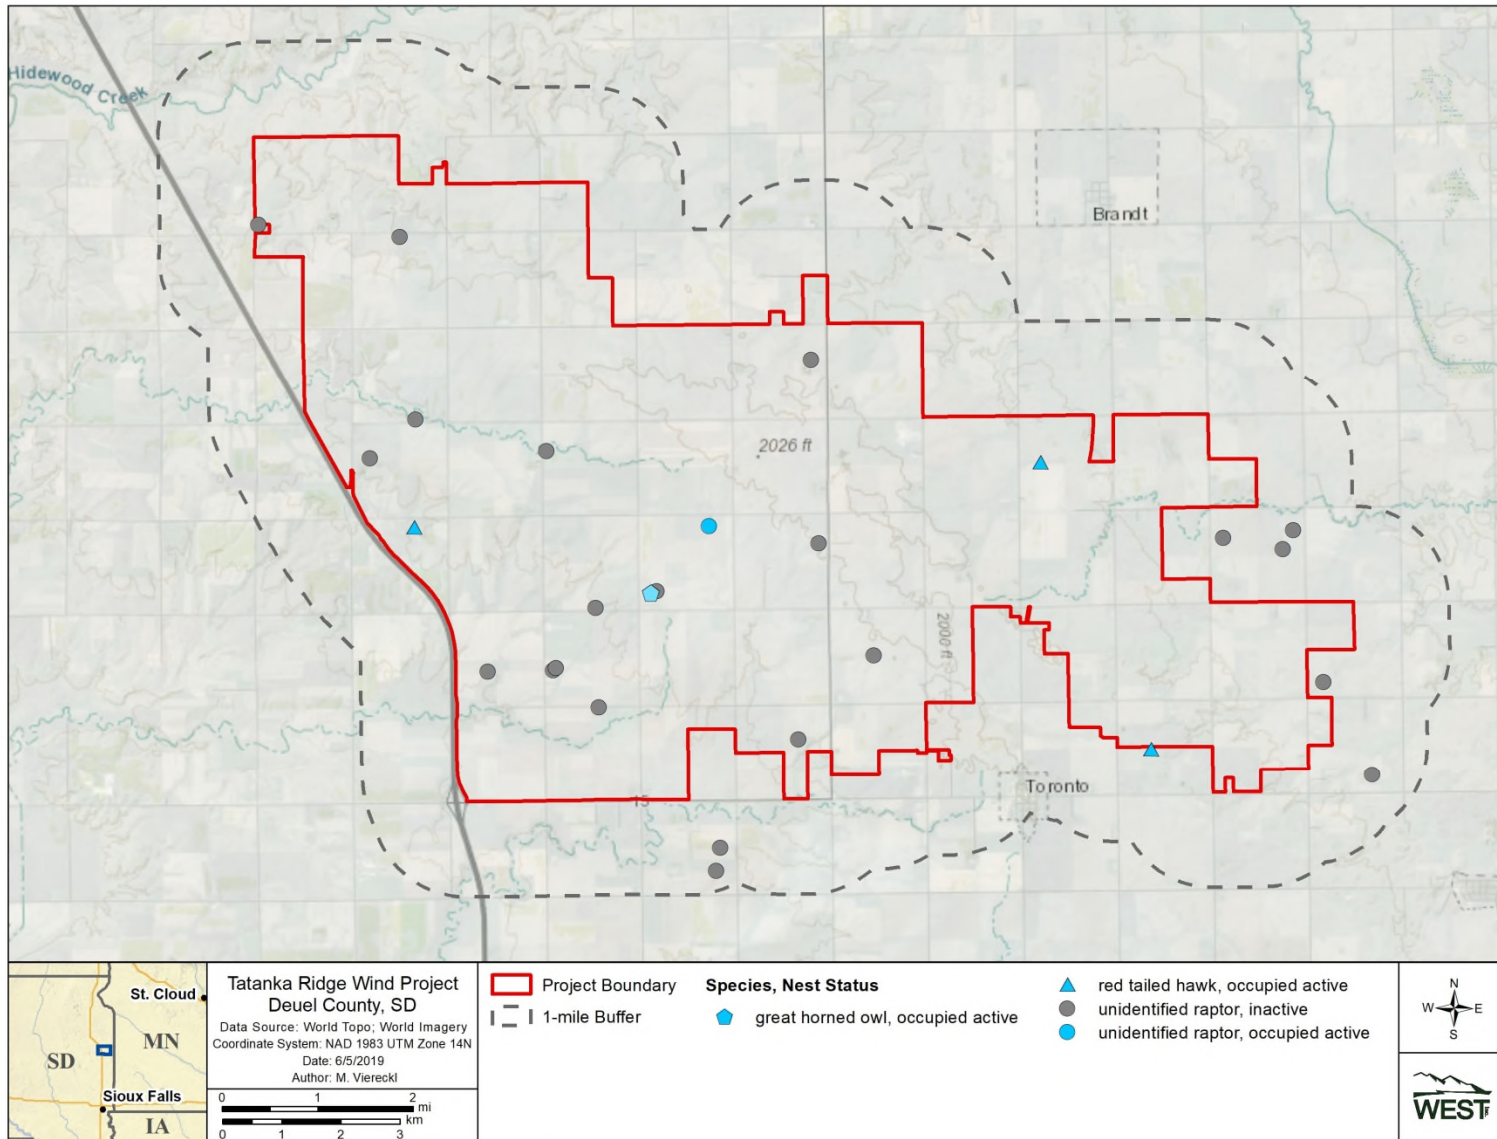 Hidewood Creek
Brandt
2026 ft
2000 ft
Toronto
15
St. Cloud
MN
SD
Sioux Falls
IA
Tatanka Ridge Wind Project
Deuel County, SD
Data Source: World Topo; World Imagery
Coordinate System: NAD 1983 UTM Zone 14N
Date: 6/5/2019
Author: M. Viereckl
0 1 2
mi
km
0 1 2 3
Project Boundary
1-mile Buffer
Species, Nest Status
great horned owl, occupied active
red tailed hawk, occupied active
unidentified raptor, inactive
unidentified raptor, occupied active
N
W E
S
WEST